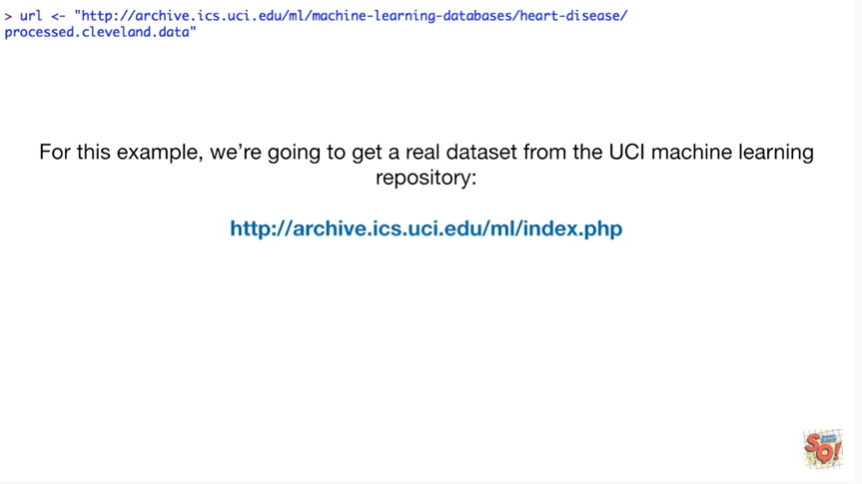 > url <- "http://archive.ics.uci.edu/ml/machine-learning-databases/heart-disease/
processed.cleveland.data"
For this example, we're going to get a real dataset from the UCI machine learning
repository:
http://archive.ics.uci.edu/ml/index.php
SQ!